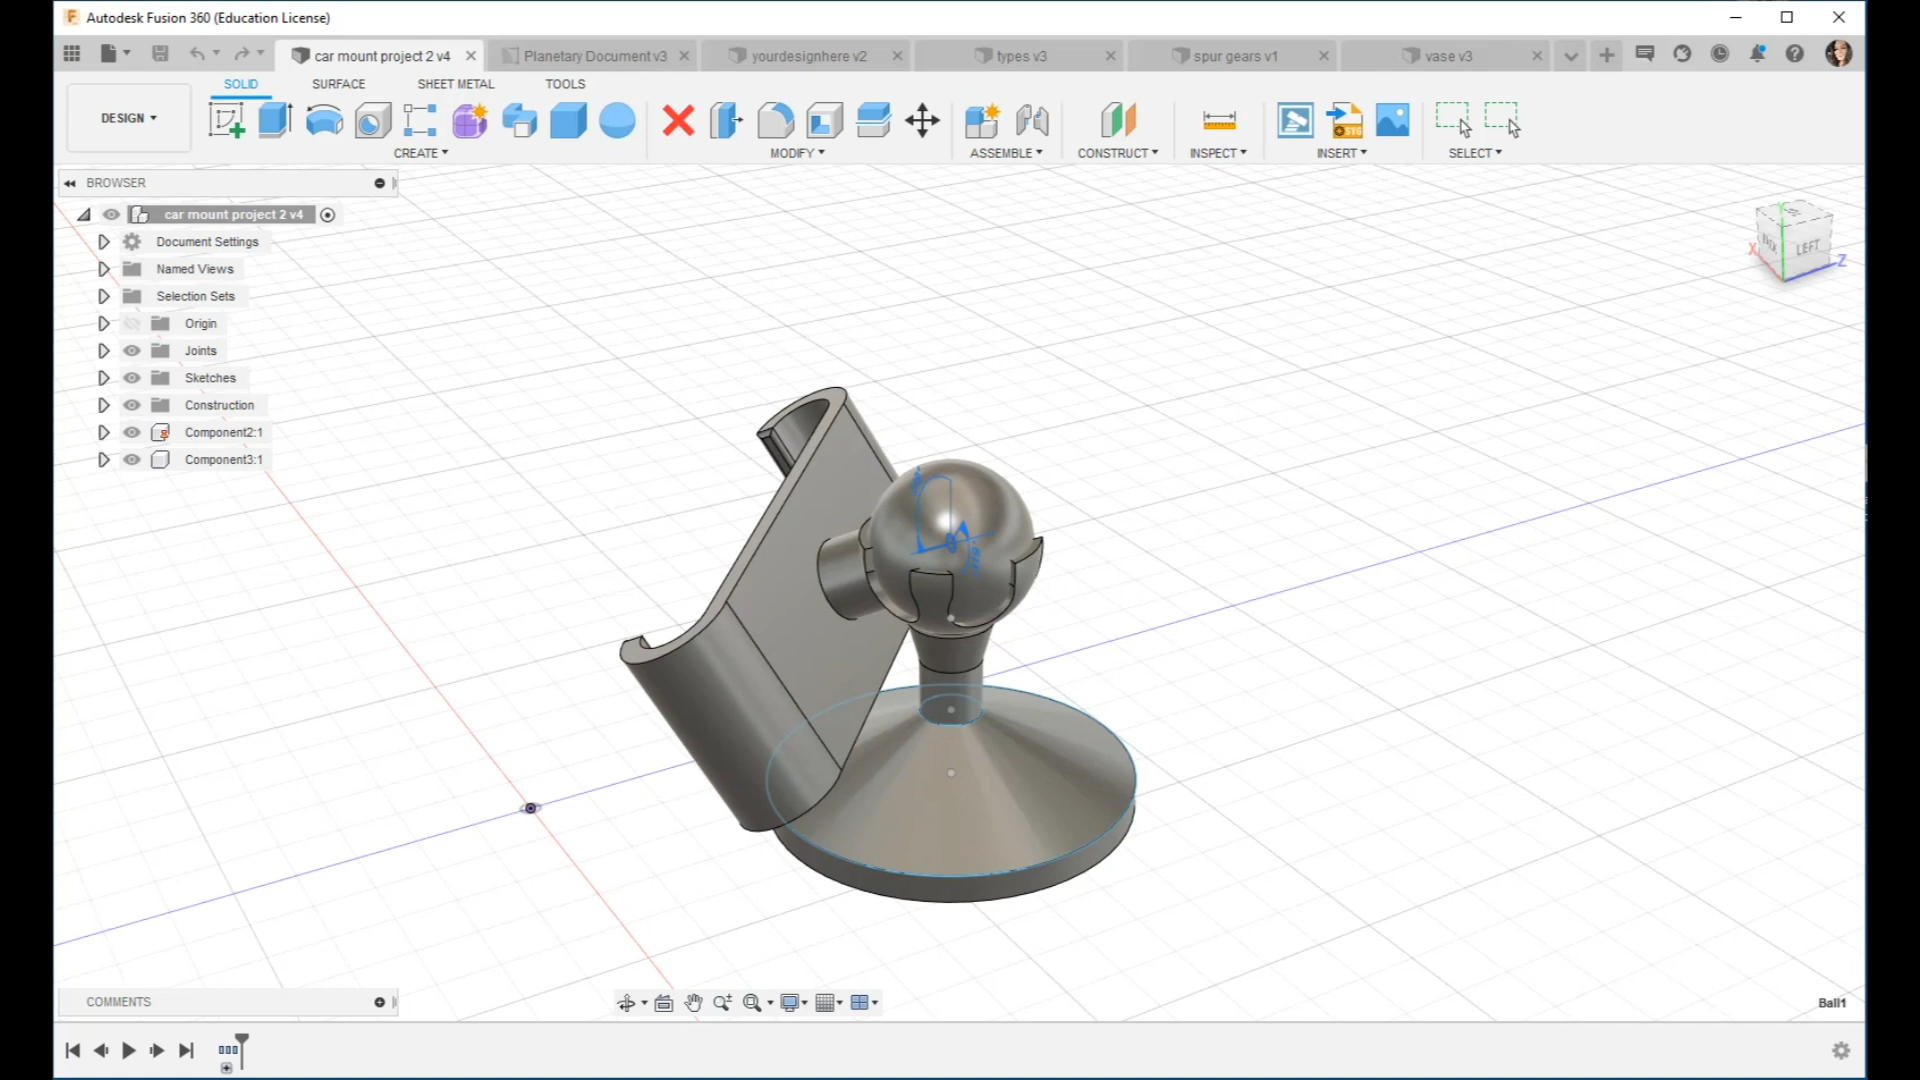 Autodesk Fusion 360 (Education License)
car mount project 2 v4
Planetary Document v3
yourdesignhere v2
types v3
spur gears v1
vase v3
SOLID
SURFACE
SHEET METAL
TOOLS
DESIGN
CREATE
MODIFY
ASSEMBLE
CONSTRUCT
INSPECT
INSERT
SELECT
BROWSER
car mount project 2 v4
Document Settings
Named Views
Selection Sets
Origin
Joints
Sketches
Construction
Component2:1
Component3:1
LEFT
X
Z
COMMENTS
Ball1